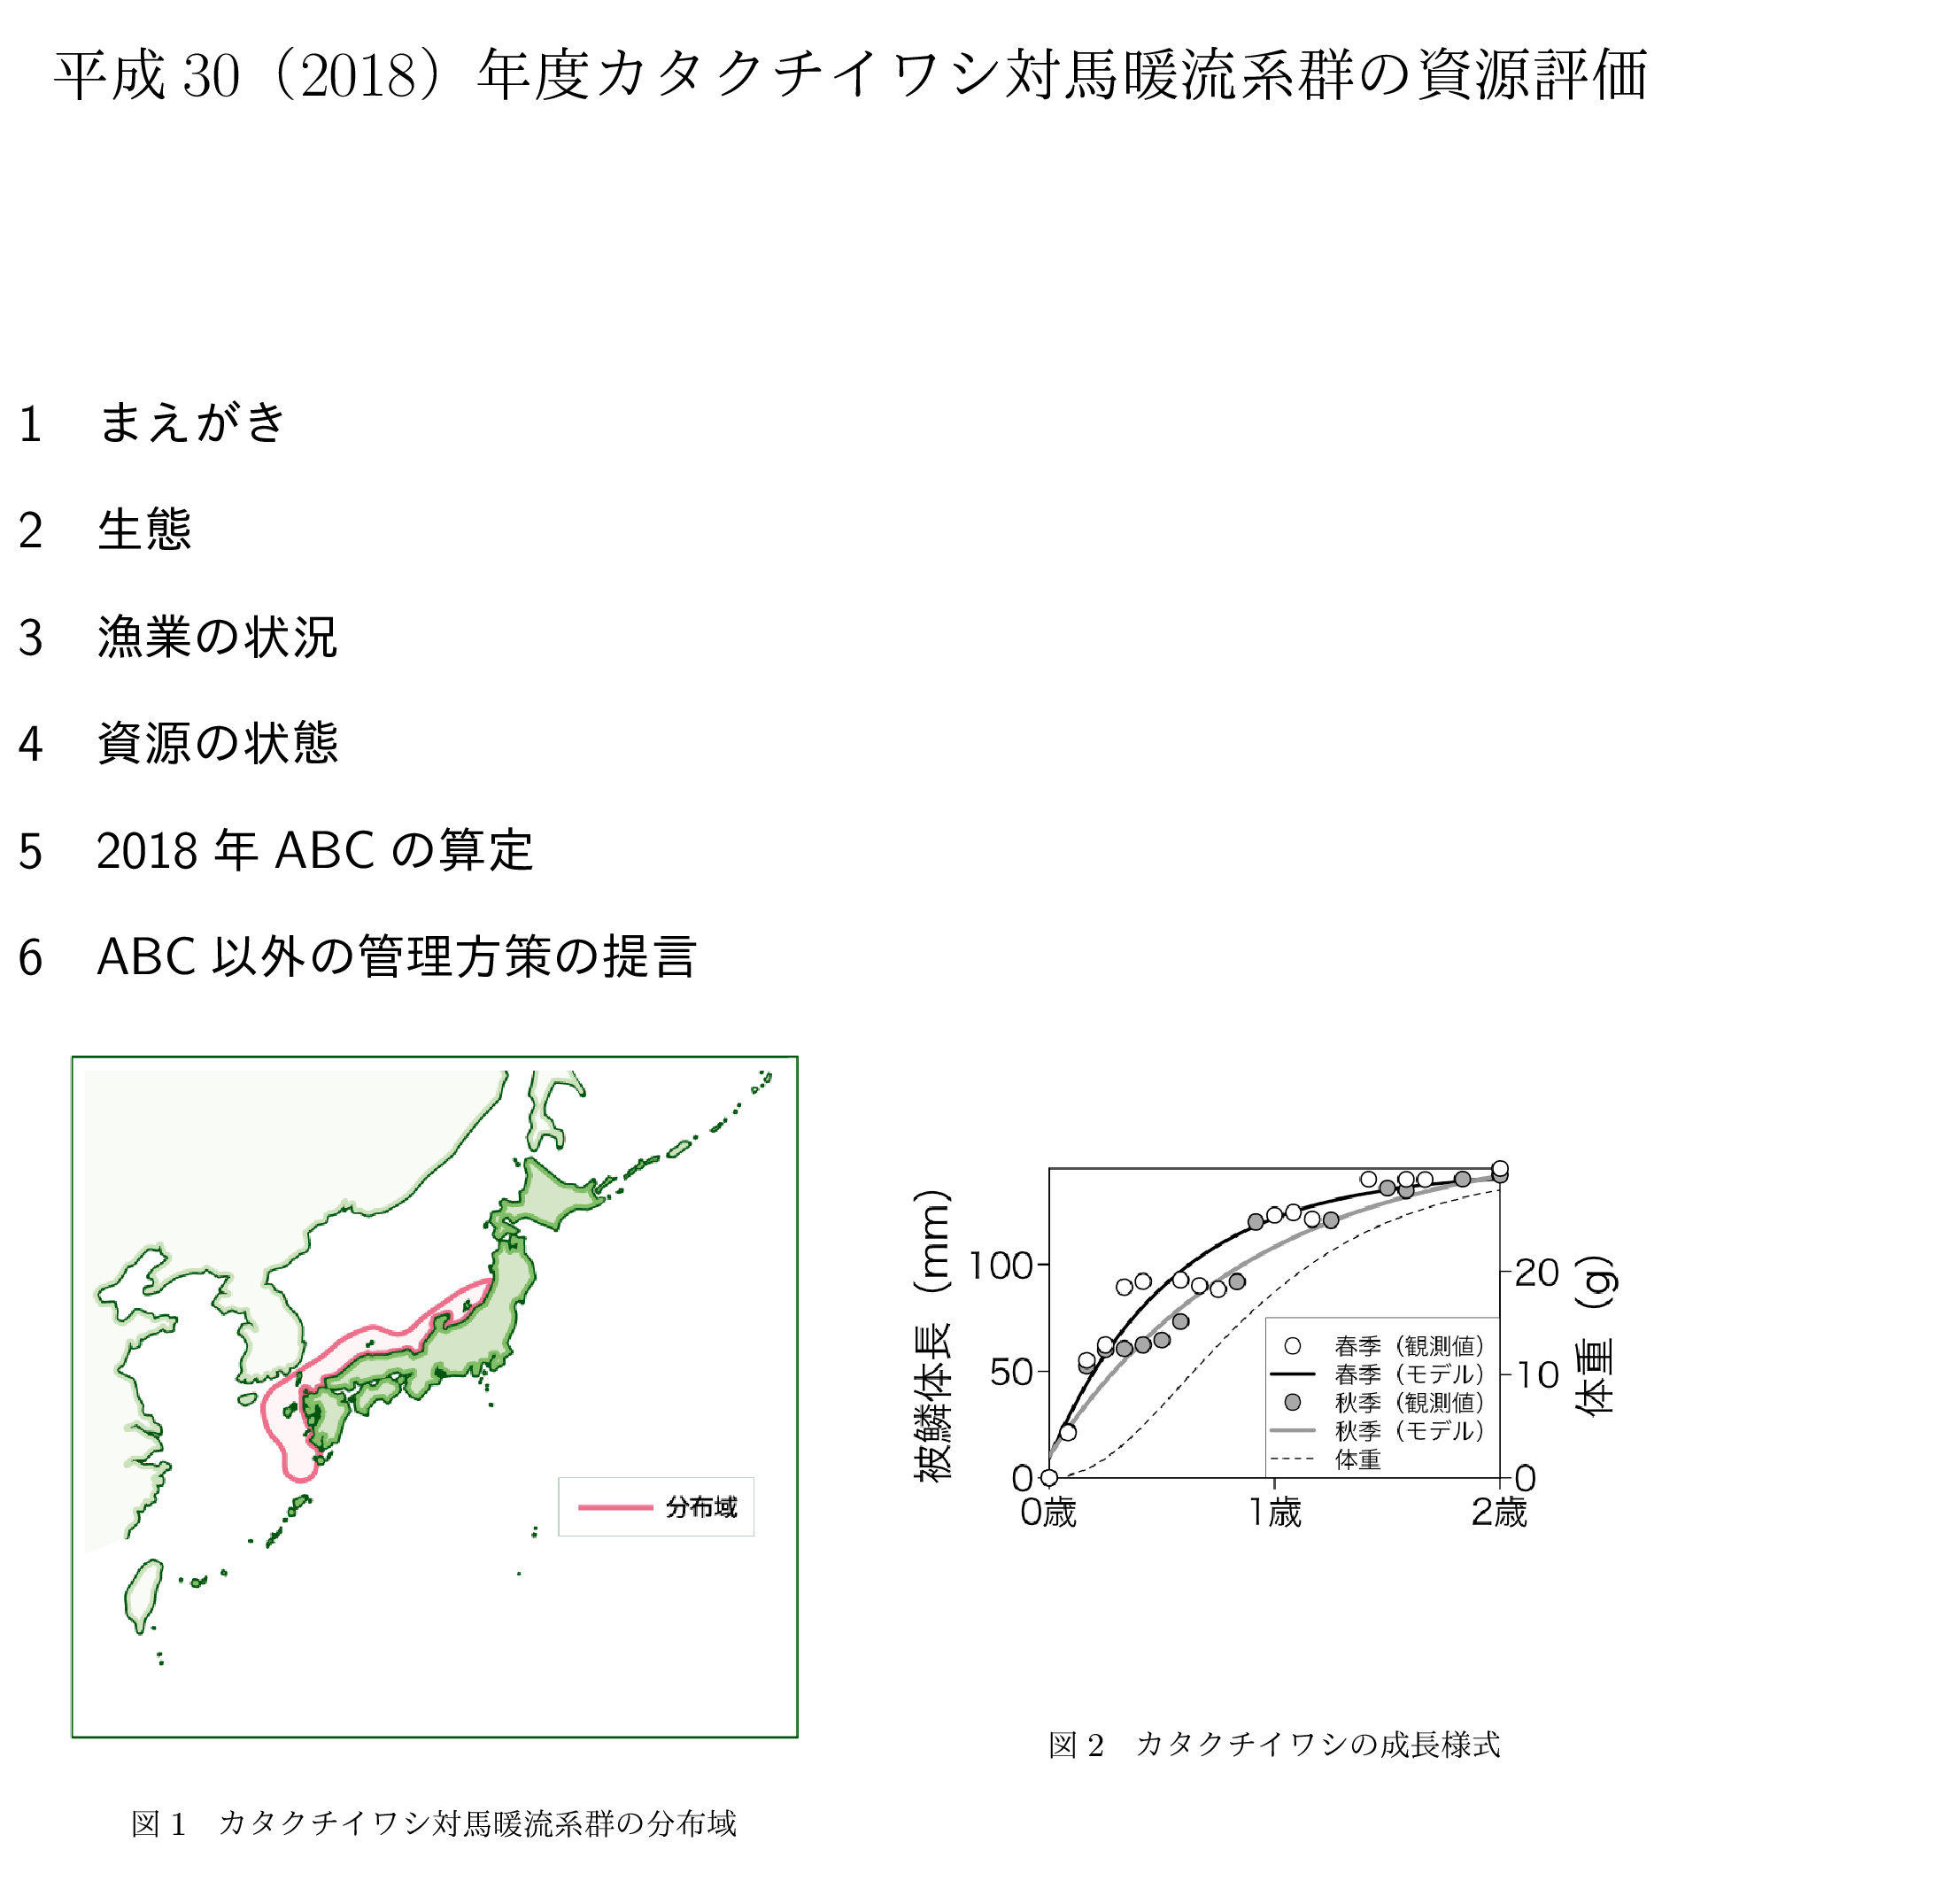 平成 30（2018）年度カタクチイワシ対馬暖流系群の資源評価
1 まえがき
2 生態
3 漁業の状況
4 資源の状態
5 2018 年 ABC の算定
6 ABC 以外の管理方策の提言
分布域
図 1 カタクチイワシ対馬暖流系群の分布域
被鱗体長 (mm)
100
50
0
0歳
1歳
2歳
20
10
0
体重 (g)
春季（観測値）
春季（モデル）
秋季（観測値）
秋季（モデル）
体重
図 2 カタクチイワシの成長様式